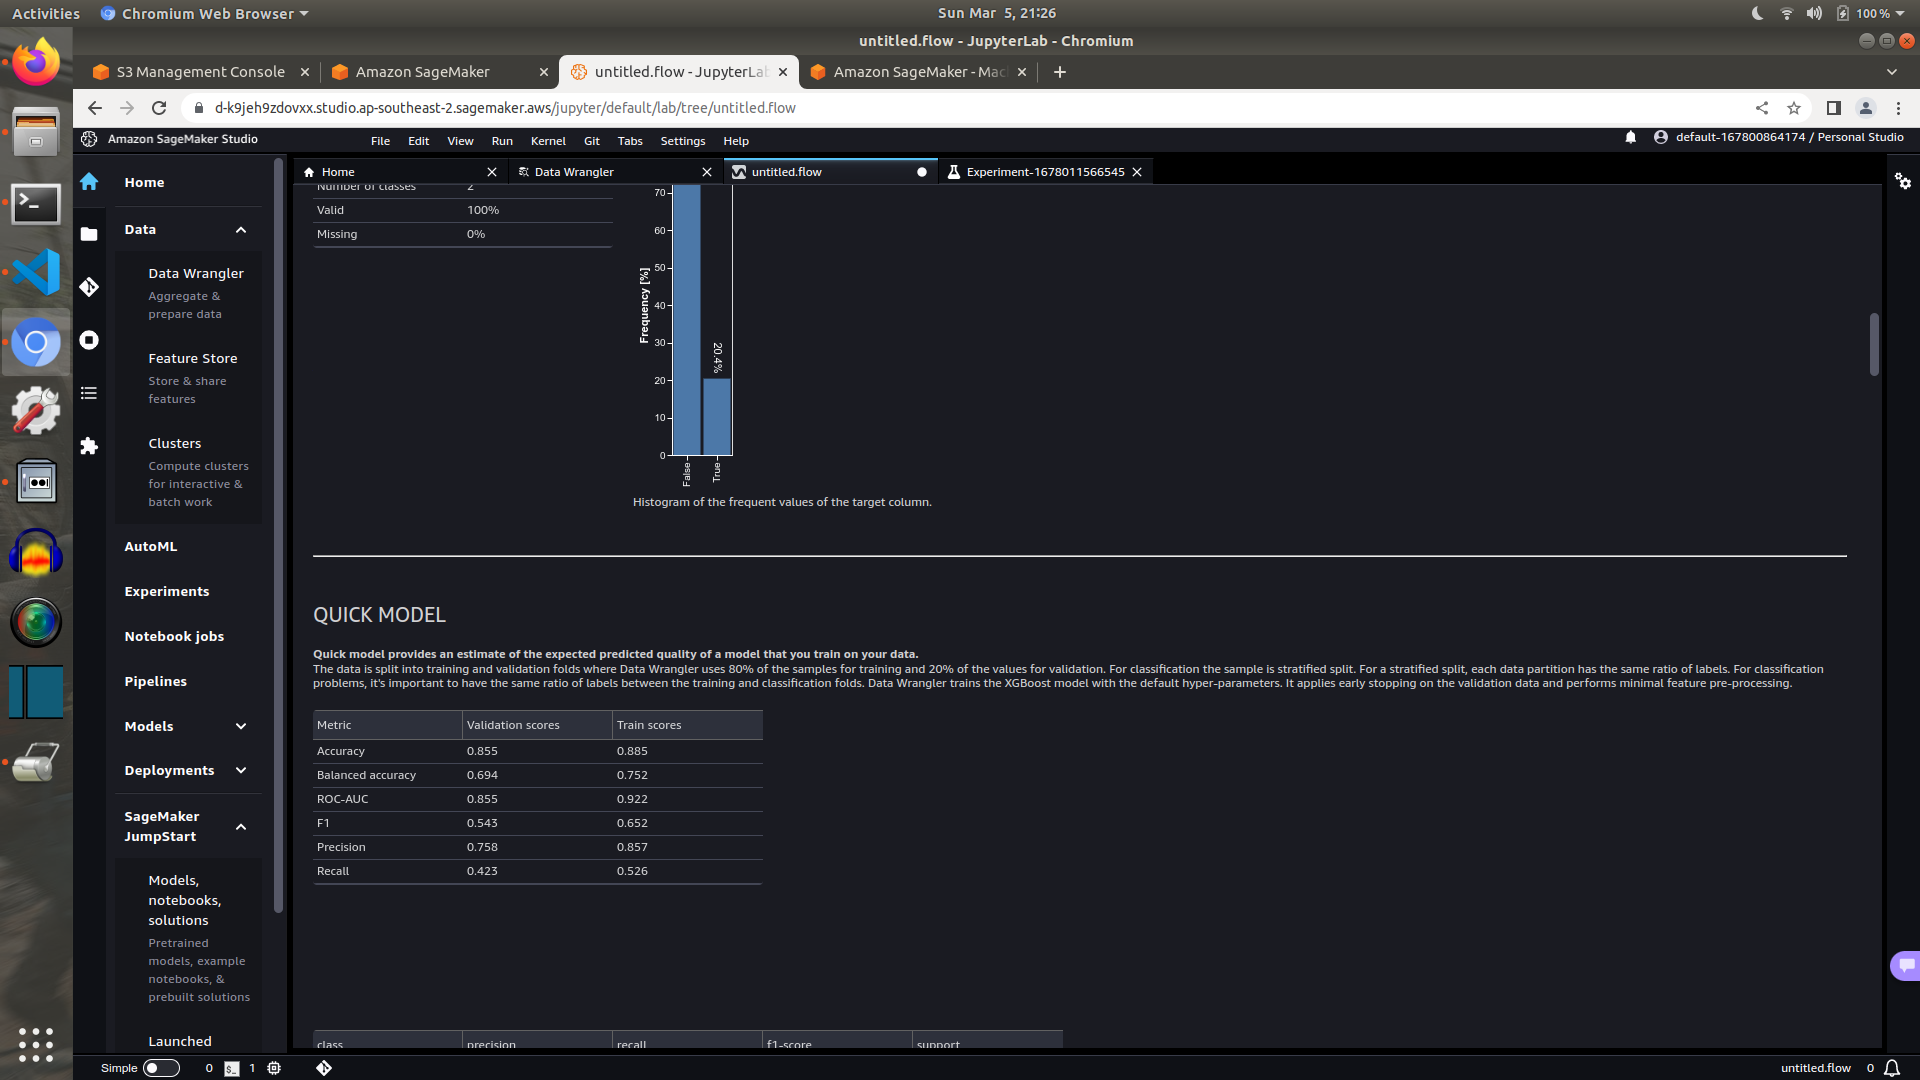 Activities
Chromium Web Browser
Sun Mar 5, 21:26
100 %
untitled.flow - JupyterLab - Chromium
S3 Management Console
Amazon SageMaker
untitled.flow - JupyterLab
Amazon SageMaker - Mac
d-k9jeh9zdovxx.studio.ap-southeast-2.sagemaker.aws/jupyter/default/lab/tree/untitled.flow
Amazon SageMaker Studio
File Edit View Run Kernel Git Tabs Settings Help
default-167800864174 / Personal Studio
Home
Data Wrangler
untitled.flow
Experiment-1678011566545
Home
Data
Data Wrangler
Aggregate &
prepare data
Feature Store
Store & share
features
Clusters
Compute clusters
for interactive &
batch work
AutoML
Experiments
Notebook jobs
Pipelines
Models
Deployments
SageMaker
JumpStart
Models,
notebooks,
solutions
Pretrained
models, example
notebooks, &
prebuilt solutions
Launched
Number of classes 2
Valid 100%
Missing 0%
Frequency [%]
70
60
50
40
30
20
10
0
20.4%
False
True
Histogram of the frequent values of the target column.
QUICK MODEL
Quick model provides an estimate of the expected predicted quality of a model that you train on your data.
The data is split into training and validation folds where Data Wrangler uses 80% of the samples for training and 20% of the values for validation. For classification the sample is stratified split. For a stratified split, each data partition has the same ratio of labels. For classification
problems, it's important to have the same ratio of labels between the training and classification folds. Data Wrangler trains the XGBoost model with the default hyper-parameters. It applies early stopping on the validation data and performs minimal feature pre-processing.
Metric Validation scores Train scores
Accuracy 0.855 0.885
Balanced accuracy 0.694 0.752
ROC-AUC 0.855 0.922
F1 0.543 0.652
Precision 0.758 0.857
Recall 0.423 0.526
class precision recall f1-score support
Simple 0 1
untitled.flow 0